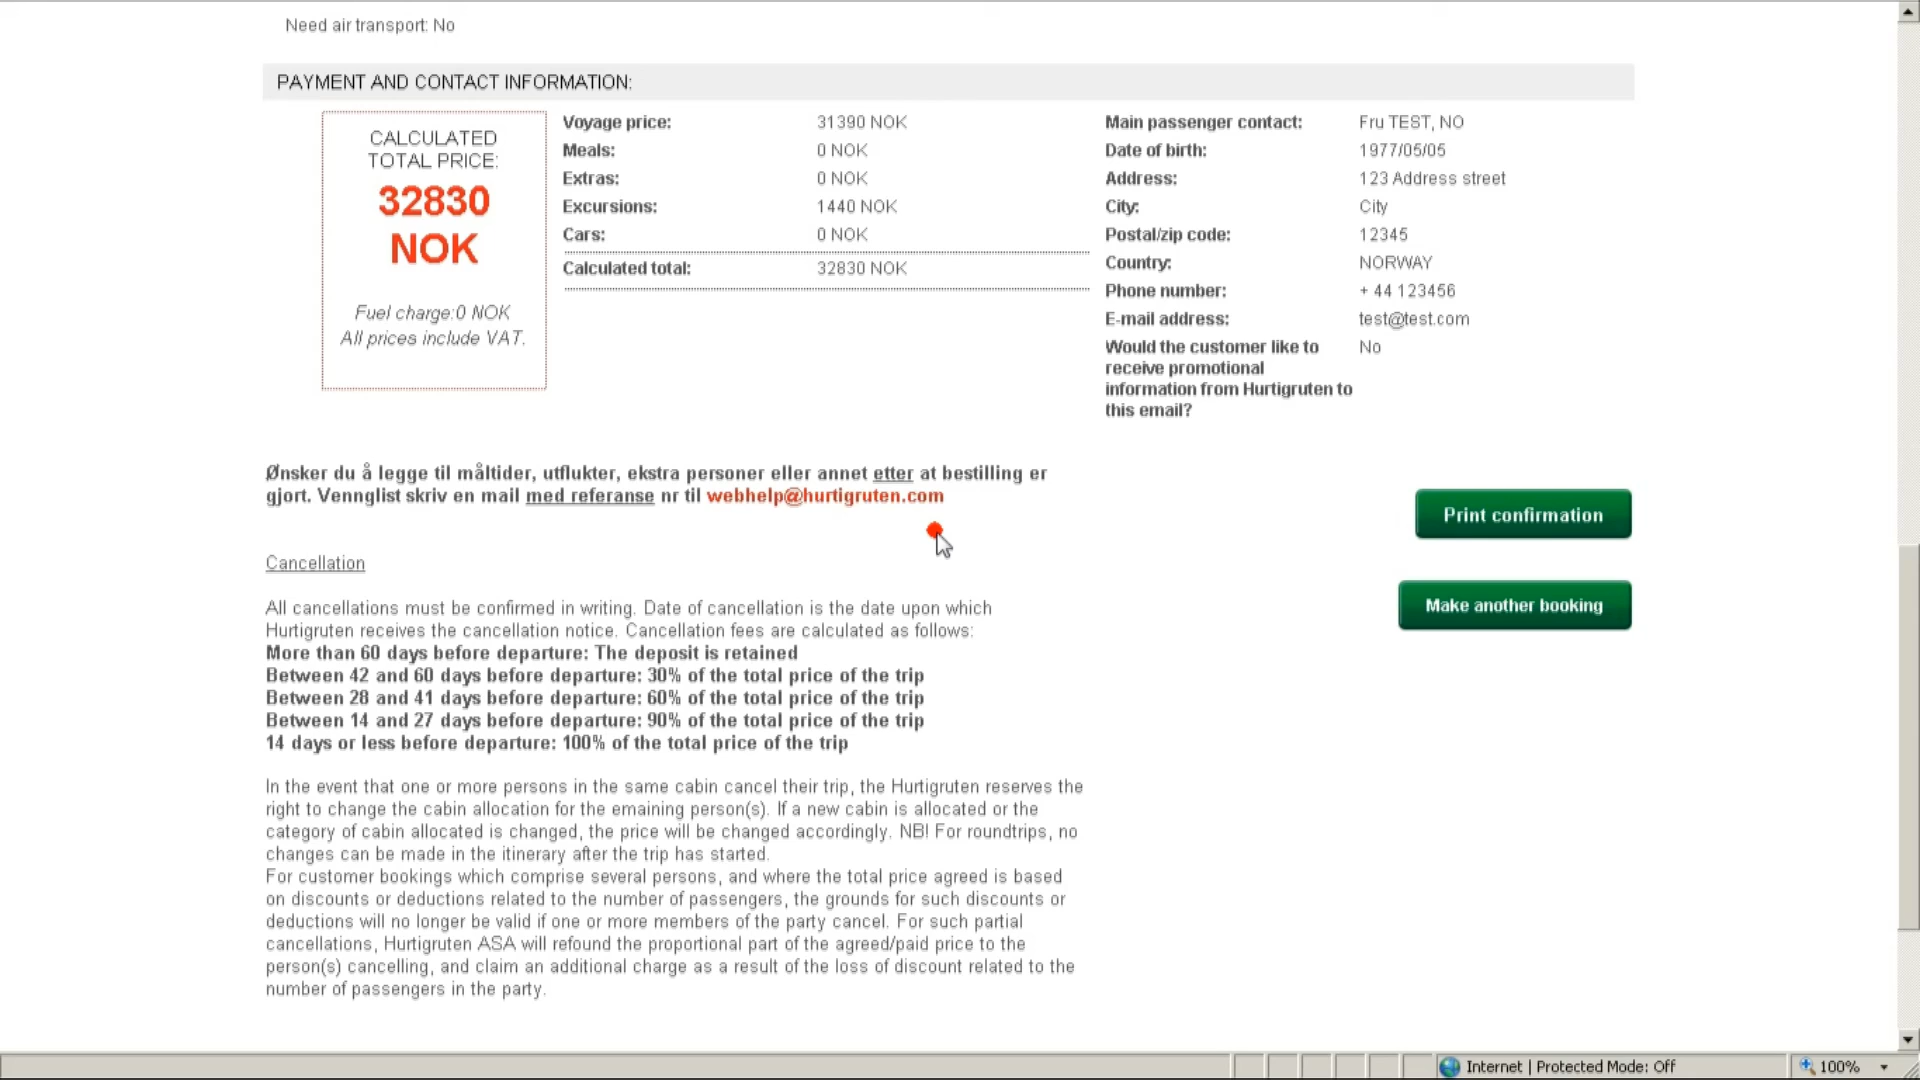 Need air transport: No
PAYMENT AND CONTACT INFORMATION:
CALCULATED
TOTAL PRICE:
32830
NOK
Fuel charge:0 NOK
All prices include VAT.
Voyage price: 31390 NOK
Meals: 0 NOK
Extras: 0 NOK
Excursions: 1440 NOK
Cars: 0 NOK
Calculated total: 32830 NOK
Main passenger contact: Fru TEST, NO
Date of birth: 1977/05/05
Address: 123 Address street
City: City
Postal/zip code: 12345
Country: NORWAY
Phone number: + 44 123456
E-mail address: test@test.com
Would the customer like to No
receive promotional
information from Hurtigruten to
this email?
Ønsker du å legge til måltider, utflukter, ekstra personer eller annet etter at bestilling er
gjort. Vennglist skriv en mail med referanse nr til webhelp@hurtigruten.com
Print confirmation
Make another booking
Cancellation
All cancellations must be confirmed in writing. Date of cancellation is the date upon which
Hurtigruten receives the cancellation notice. Cancellation fees are calculated as follows:
More than 60 days before departure: The deposit is retained
Between 42 and 60 days before departure: 30% of the total price of the trip
Between 28 and 41 days before departure: 60% of the total price of the trip
Between 14 and 27 days before departure: 90% of the total price of the trip
14 days or less before departure: 100% of the total price of the trip
In the event that one or more persons in the same cabin cancel their trip, the Hurtigruten reserves the
right to change the cabin allocation for the emaining person(s). If a new cabin is allocated or the
category of cabin allocated is changed, the price will be changed accordingly. NB! For roundtrips, no
changes can be made in the itinerary after the trip has started.
For customer bookings which comprise several persons, and where the total price agreed is based
on discounts or deductions related to the number of passengers, the grounds for such discounts or
deductions will no longer be valid if one or more members of the party cancel. For such partial
cancellations, Hurtigruten ASA will refound the proportional part of the agreed/paid price to the
person(s) cancelling, and claim an additional charge as a result of the loss of discount related to the
number of passengers in the party.
Internet | Protected Mode: Off
100%